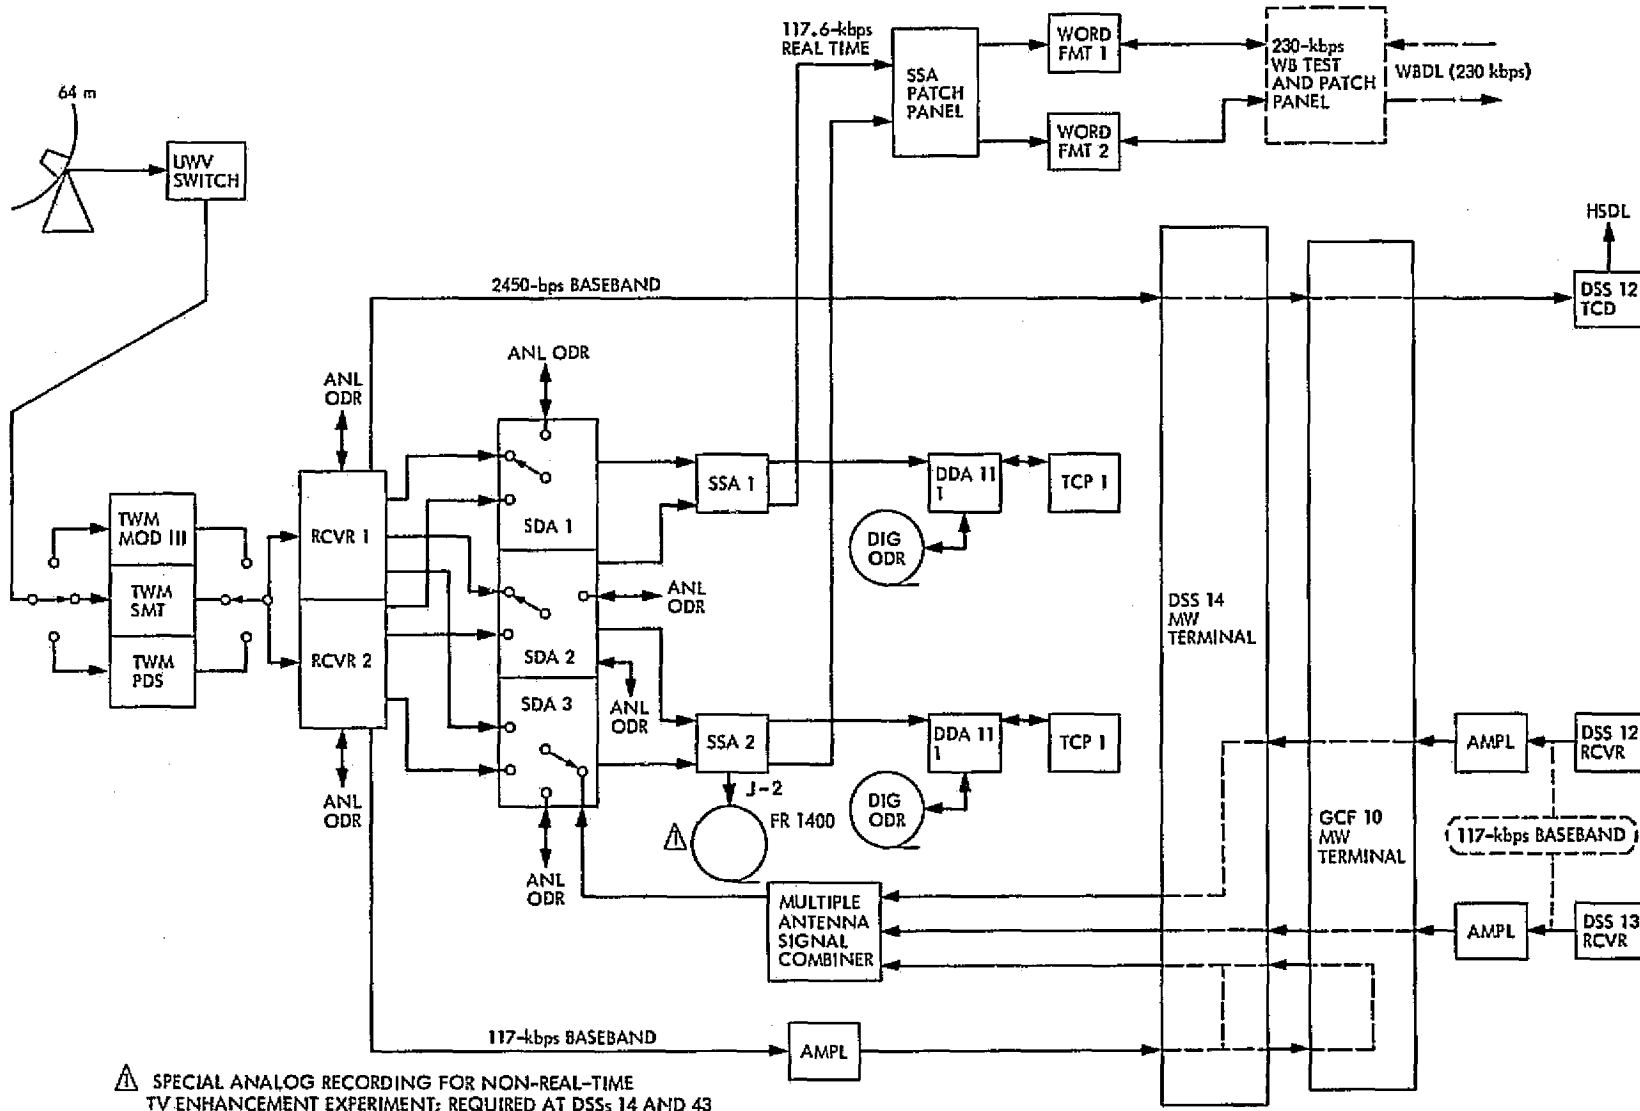 117.6-kbps
REAL TIME
SSA
PATCH
PANEL
WORD
FMT 1
WORD
FMT 2
230-kbps
WB TEST
AND PATCH
PANEL
WBDL (230 kbps)
64 m
UWV
SWITCH
HSDL
DSS 12
TCD
2450-bps BASEBAND
ANL ODR
ANL
ODR
TWM
MOD III
TWM
SMT
TWM
PDS
RCVR 1
RCVR 2
SDA 1
SDA 2
SDA 3
ANL
ODR
ANL
ODR
ANL
ODR
ANL
ODR
SSA 1
DDA 11
1
TCP 1
DIG
ODR
SSA 2
J-2
FR 1400
1
DDA 11
1
TCP 1
DIG
ODR
DSS 14
MW
TERMINAL
GCF 10
MW
TERMINAL
AMPL
DSS 12
RCVR
117-kbps BASEBAND
AMPL
DSS 13
RCVR
MULTIPLE
ANTENNA
SIGNAL
COMBINER
117-kbps BASEBAND
AMPL
1 SPECIAL ANALOG RECORDING FOR NON-REAL-TIME
TV ENHANCEMENT EXPERIMENT; REQUIRED AT DSSs 14 AND 43